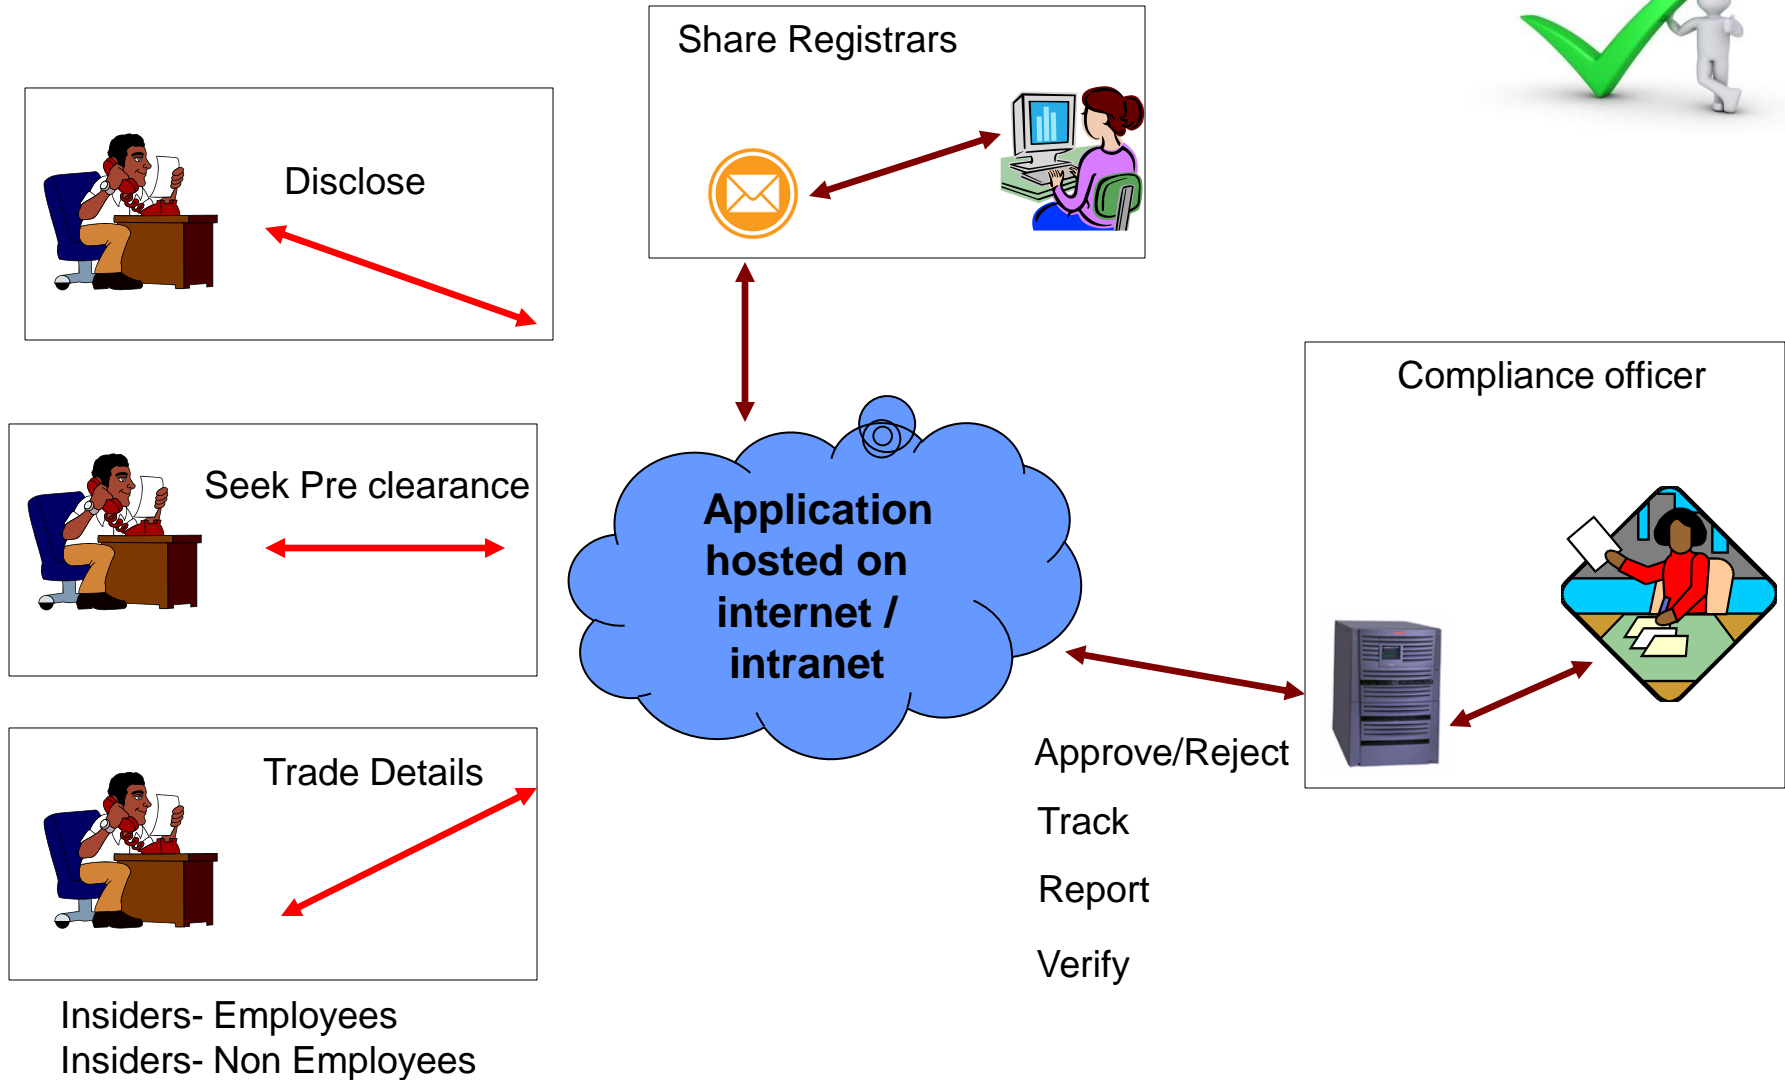 Share Registrars
Disclose
Seek Pre clearance
Trade Details
Insiders- Employees
Insiders- Non Employees
Application
hosted on
internet /
intranet
Compliance officer
Approve/Reject
Track
Report
Verify